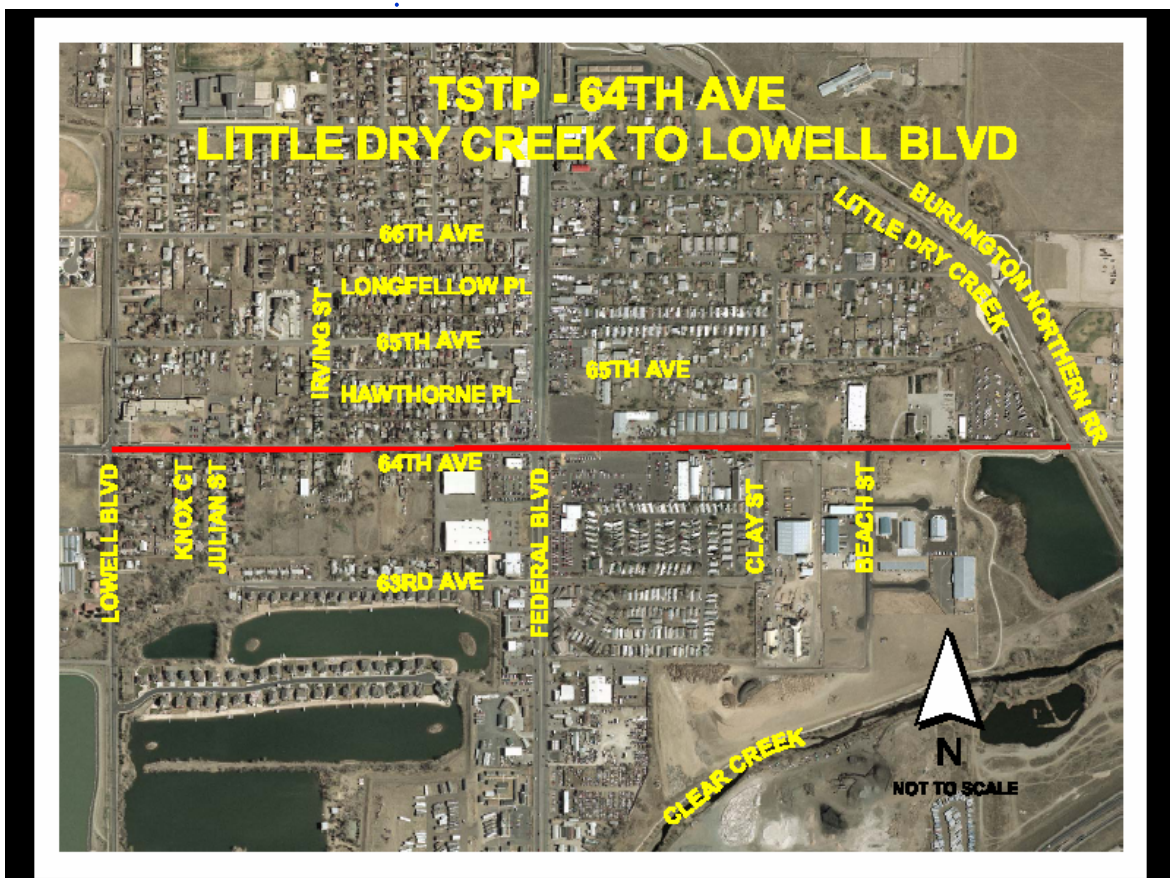 TSTP - 64TH AVE
LITTLE DRY CREEK TO LOWELL BLVD
BURLINGTON NORTHERN RR
LITTLE DRY CREEK
66TH AVE
LONGFELLOW PL
IRVING ST
65TH AVE
65TH AVE
HAWTHORNE PL
64TH AVE
LOWELL BLVD
KNOX CT
JULIAN ST
FEDERAL BLVD
CLAY ST
BEACH ST
63RD AVE
CLEAR CREEK
N
NOT TO SCALE